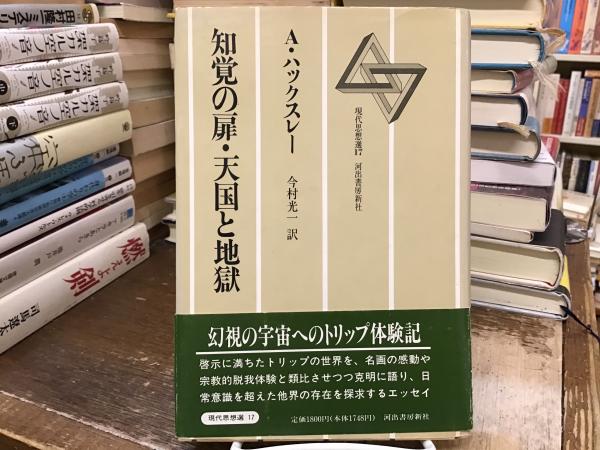 知覚の扉・天国と地獄
A・ハックスレー
今村光一 訳
現代思想選17 河出書房新社
幻視の宇宙へのトリップ体験記
啓示に満ちたトリップの世界を、名画の感動や
宗教的脱我体験と類比させつつ克明に語り、日
常意識を超えた他界の存在を探求するエッセイ
現代思想選 17
定価1800円(本体1748円) 河出書房新社
燃えよ剣
司馬遼太